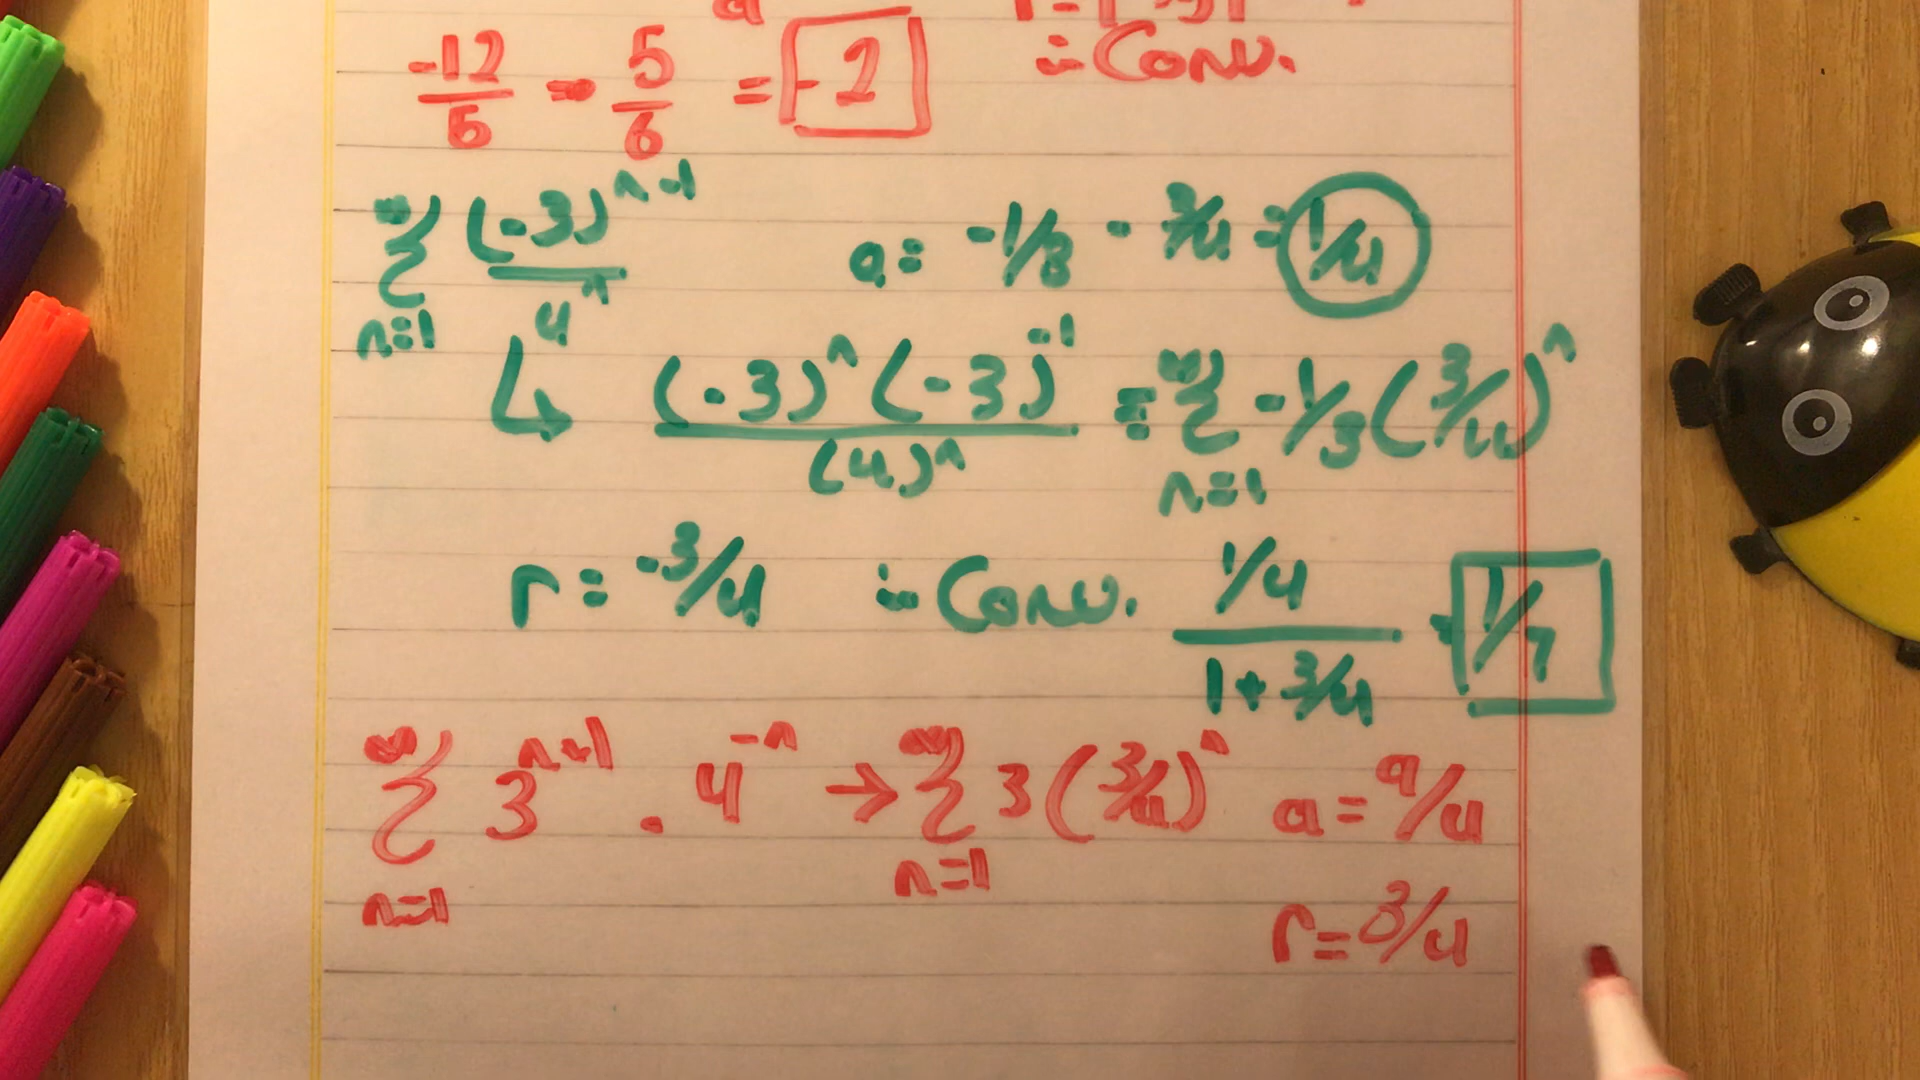 -12/5 · 5/6 = -2
∴ Conv.
∞ Σ n=1 (-3)^n-1 / 4^n
a = -1/3 · -3/4 = 1/4
↳ (-3)^n (-3)^-1 / (4)^n = ∞ Σ n=1 -1/3 (3/4)^n
r = -3/4 ∴ Conv. 1/4 / 1+3/4 = 1/7
∞ Σ n=1 3^n+1 · 4^-n → ∞ Σ n=1 3 (3/4)^n a = 9/4
r = 3/4